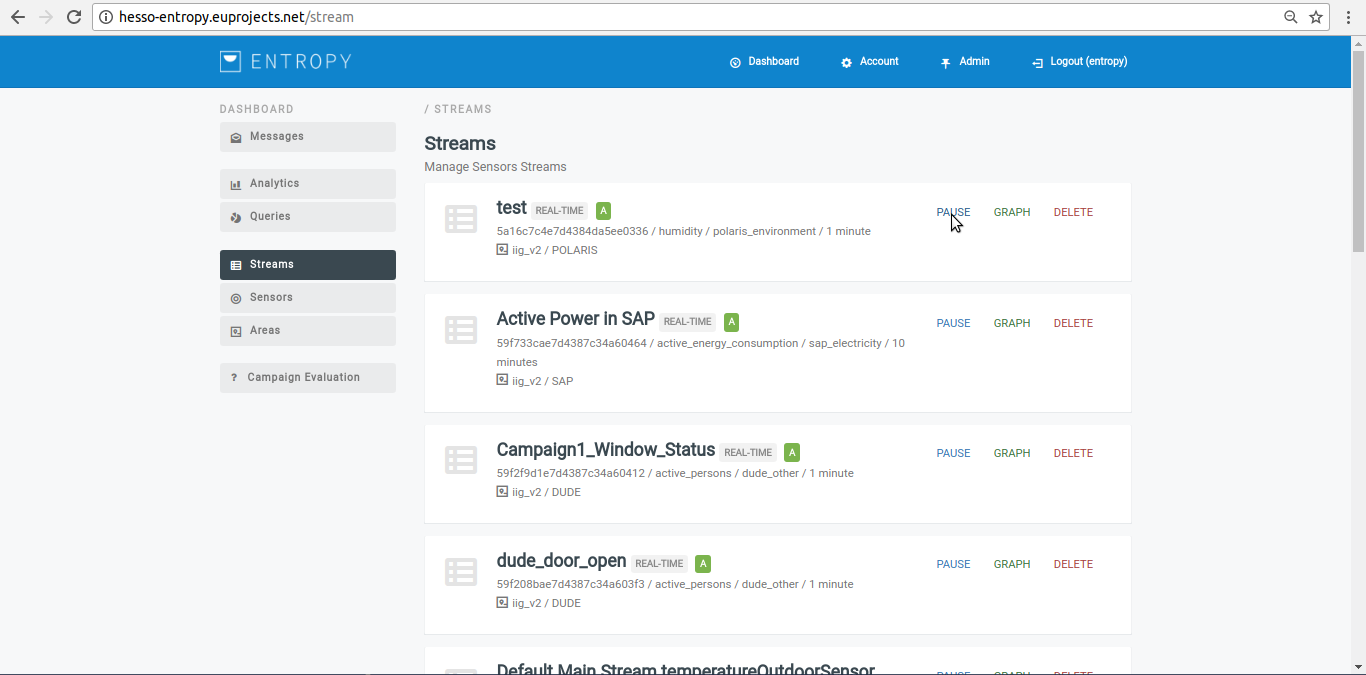 hesso-entropy.euprojects.net/stream
ENTROPY
Dashboard Account Admin Logout (entropy)
DASHBOARD
Messages
Analytics
Queries
Streams
Sensors
Areas
? Campaign Evaluation
/ STREAMS
Streams
Manage Sensors Streams
test REAL-TIME A
PAUSE GRAPH DELETE
5a16c7c4e7d4384da5ee0336 / humidity / polaris_environment / 1 minute
iig_v2 / POLARIS
Active Power in SAP REAL-TIME A
PAUSE GRAPH DELETE
59f733cae7d4387c34a60464 / active_energy_consumption / sap_electricity / 10
minutes
iig_v2 / SAP
Campaign1_Window_Status REAL-TIME A
PAUSE GRAPH DELETE
59f2f9d1e7d4387c34a60412 / active_persons / dude_other / 1 minute
iig_v2 / DUDE
dude_door_open REAL-TIME A
PAUSE GRAPH DELETE
59f208bae7d4387c34a603f3 / active_persons / dude_other / 1 minute
iig_v2 / DUDE
Default Main Stream temperatureOutdoorSensor
PAUSE GRAPH DELETE